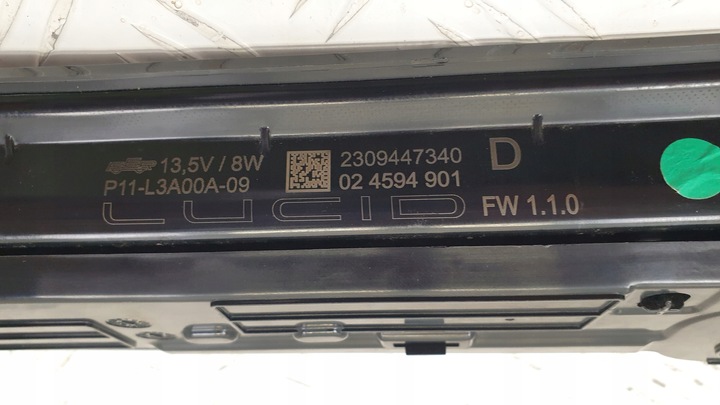 13,5V / 8W
P11-L3A00A-09
2309447340
02 4594 901
D
LUCID
FW 1.1.0